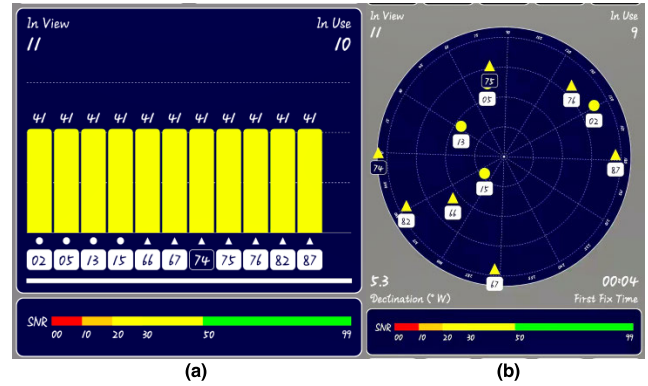 In View
In Use
11
10
41 41 41 41 41 41 41 41 41 41 41
02 05 13 15 66 67 74 75 76 82 87
SNR
00 10 20 30 50 99
(a)
In View
In Use
11
9
75
05
76
02
13
74
87
15
66
82
67
5.3
00:04
Declination (° W)
First Fix Time
SNR
00 10 20 30 50 99
(b)